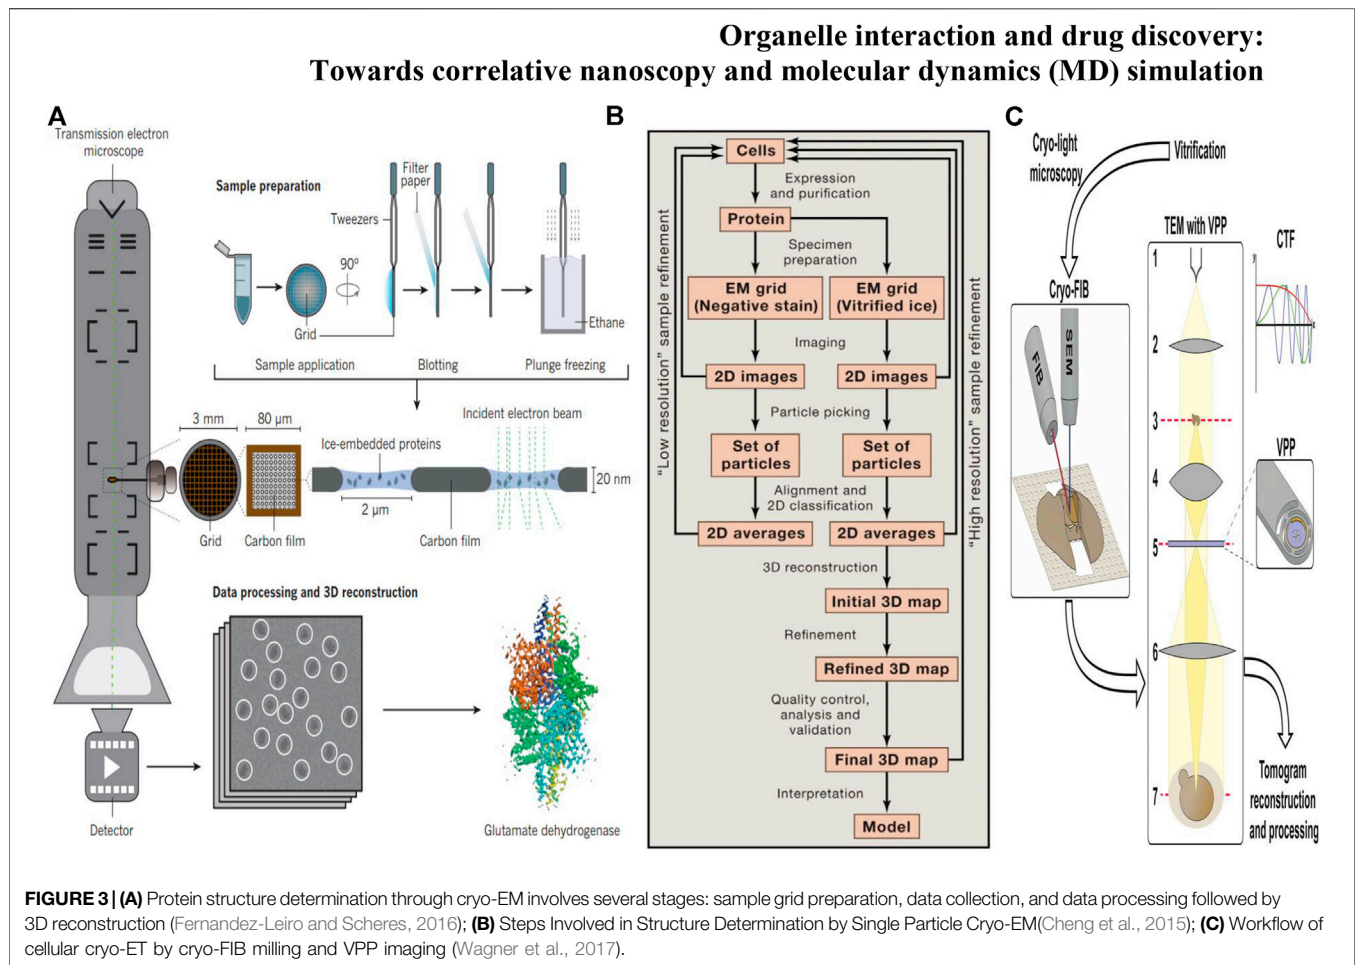 Organelle interaction and drug discovery:
Towards correlative nanoscopy and molecular dynamics (MD) simulation
A
Transmission electron
microscope
Sample preparation
Filter
paper
Tweezers
90º
Grid
Ethane
Sample application
Blotting
Plunge freezing
3 mm
80 µm
Incident electron beam
Ice-embedded proteins
20 nm
2 µm
Grid
Carbon film
Carbon film
Data processing and 3D reconstruction
Detector
Glutamate dehydrogenase
B
Cells
Expression
and purification
Protein
Specimen
preparation
EM grid
(Negative stain)
EM grid
(Vitrified ice)
Imaging
2D images
2D images
Particle picking
Set of
particles
Set of
particles
Alignment and
2D classification
2D averages
2D averages
3D reconstruction
Initial 3D map
Refinement
Refined 3D map
Quality control,
analysis and
validation
Final 3D map
Interpretation
Model
“Low resolution” sample refinement
“High resolution” sample refinement
C
Cryo-light
microscopy
Vitrification
Cryo-FIB
FIB
SEM
TEM with VPP
1
2
3
4
5
6
7
CTF
y
x
VPP
Tomogram
reconstruction
and processing
FIGURE 3 | (A) Protein structure determination through cryo-EM involves several stages: sample grid preparation, data collection, and data processing followed by
3D reconstruction (Fernandez-Leiro and Scheres, 2016); (B) Steps Involved in Structure Determination by Single Particle Cryo-EM(Cheng et al., 2015); (C) Workflow of
cellular cryo-ET by cryo-FIB milling and VPP imaging (Wagner et al., 2017).